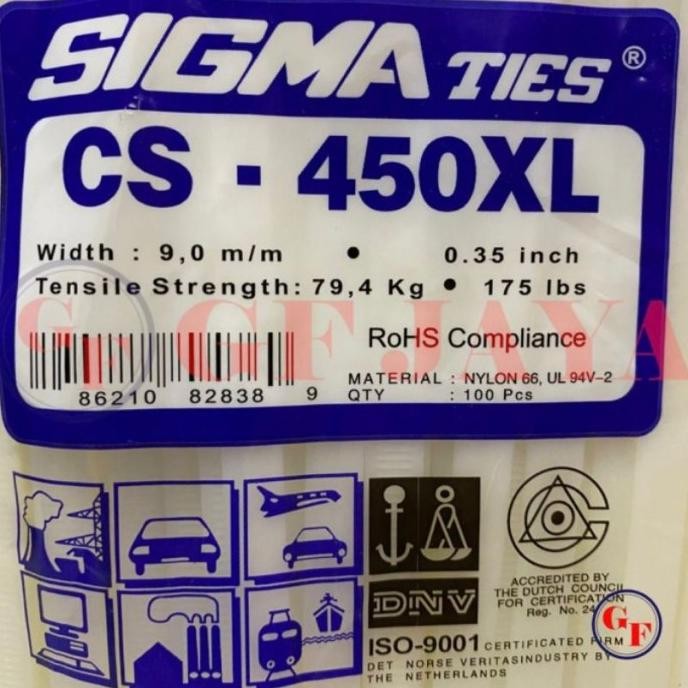 SIGMA TIES ®
CS - 450XL
Width : 9,0 m/m • 0.35 inch
Tensile Strength: 79,4 Kg • 175 lbs
GF GF JAYA
RoHS Compliance
MATERIAL : NYLON 66, UL 94V-2
QTY : 100 Pcs
86210 82838 9
ACCREDITED BY
THE DUTCH COUNCIL
FOR CERTIFICATION
Reg. No. 24
GF
DNV
ISO-9001 CERTIFICATED FIRM
DET NORSE VERITASINDUSTRY BY
THE NETHERLANDS